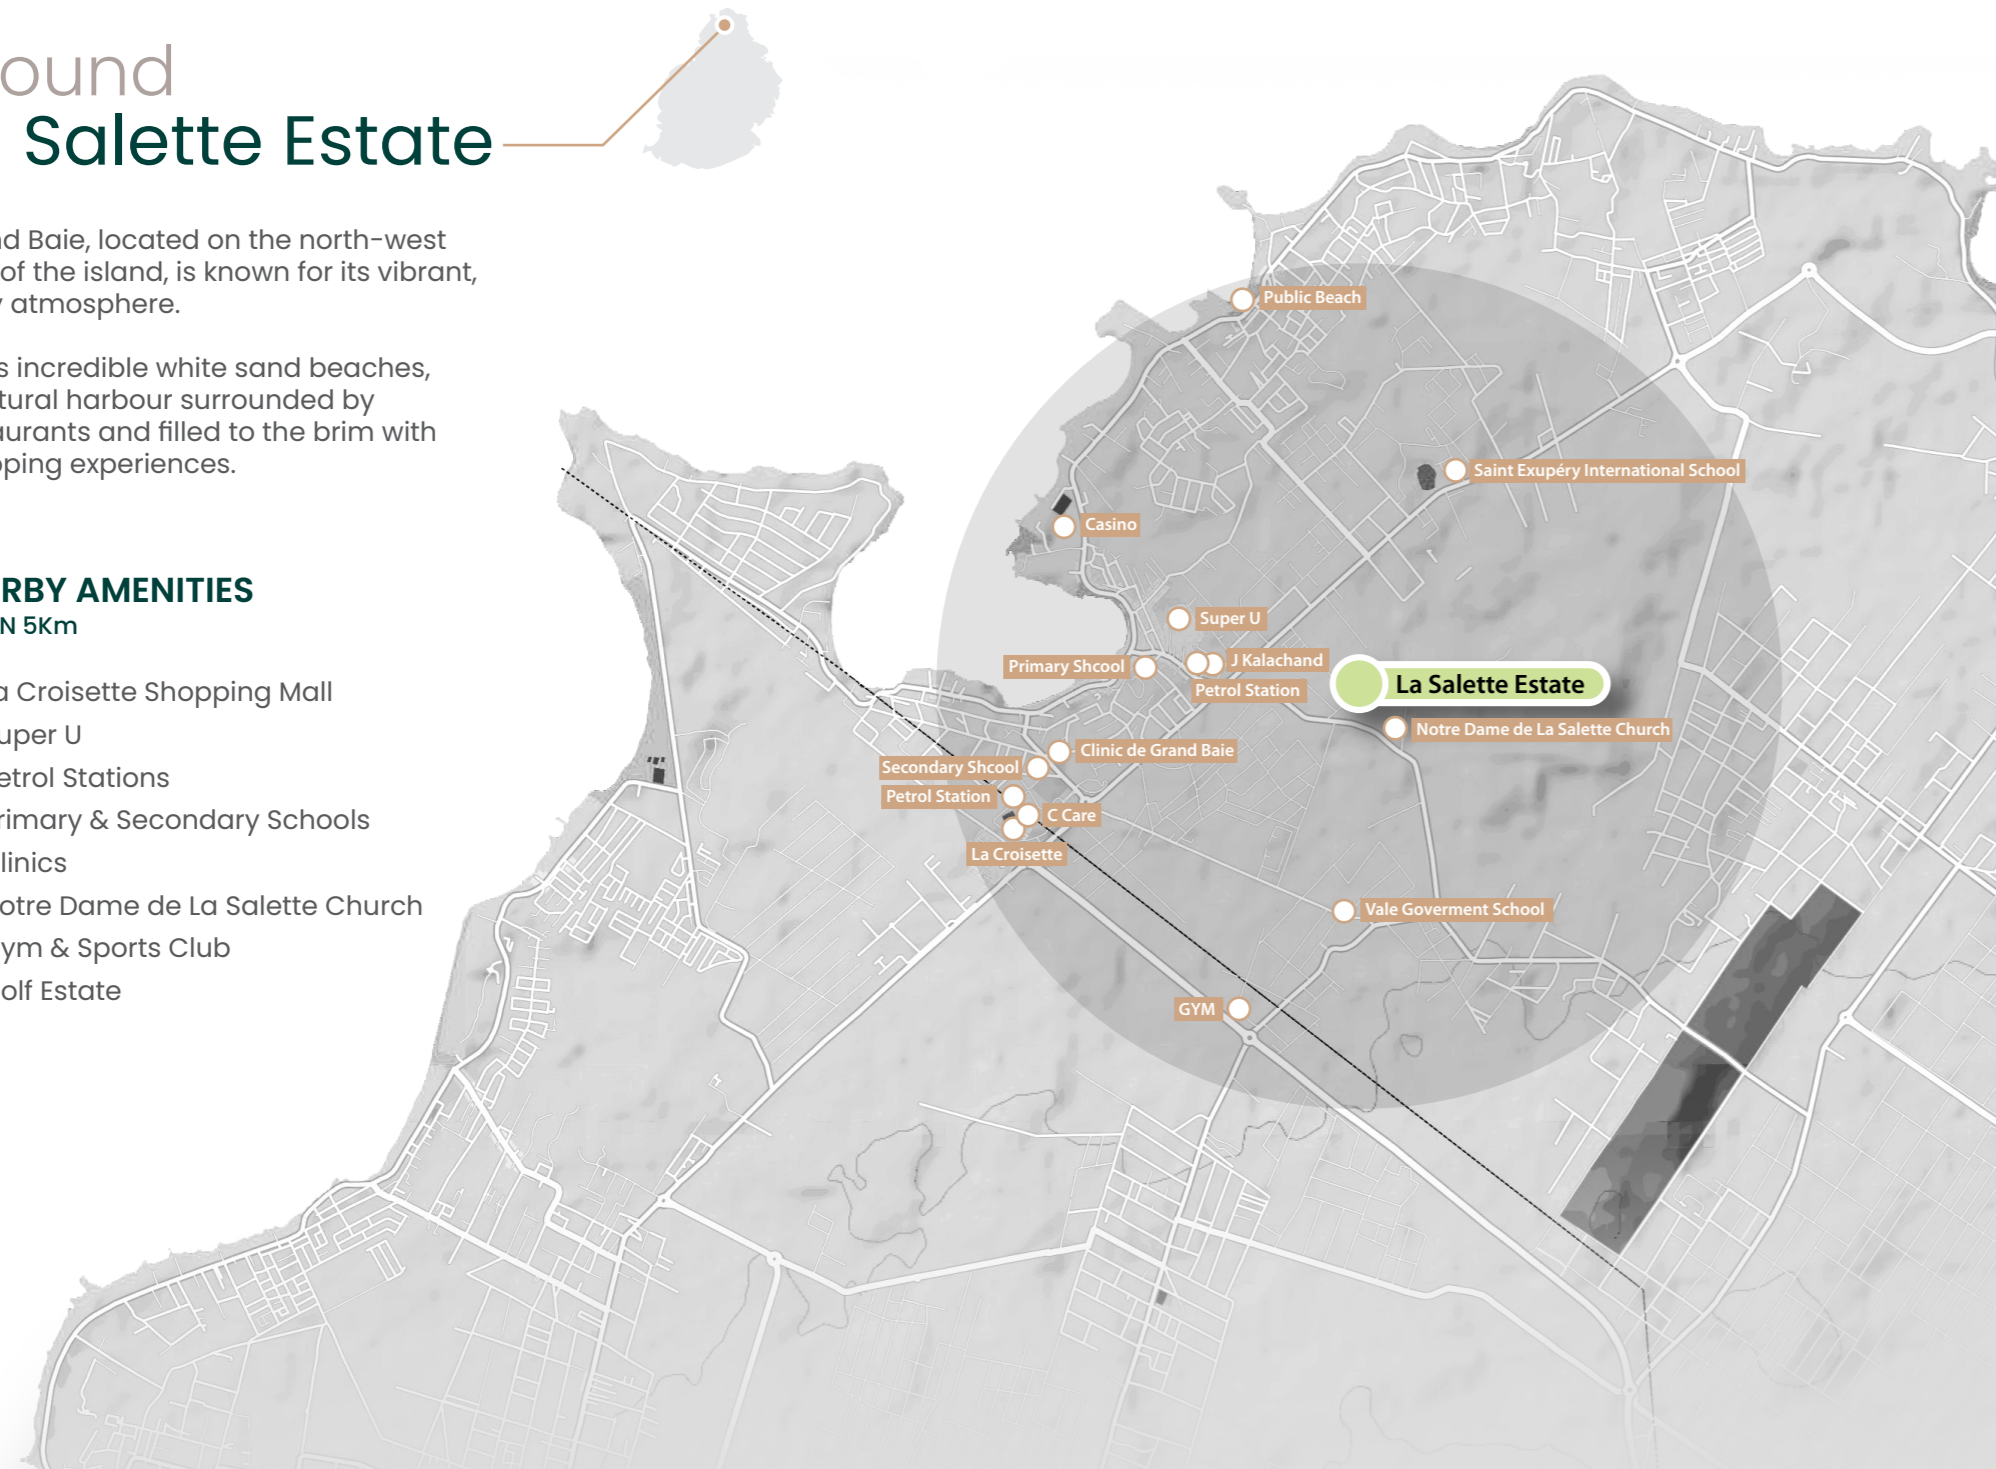 ound
Salette Estate
d Baie, located on the north-west
of the island, is known for its vibrant,
atmosphere.
s incredible white sand beaches,
tural harbour surrounded by
aurants and filled to the brim with
pping experiences.
RBY AMENITIES
N 5Km
a Croisette Shopping Mall
uper U
etrol Stations
rimary & Secondary Schools
linics
otre Dame de La Salette Church
ym & Sports Club
olf Estate
Public Beach
Saint Exupéry International School
Casino
Super U
Primary Shcool
J Kalachand
Petrol Station
La Salette Estate
Notre Dame de La Salette Church
Clinic de Grand Baie
Secondary Shcool
Petrol Station
C Care
La Croisette
Vale Goverment School
GYM